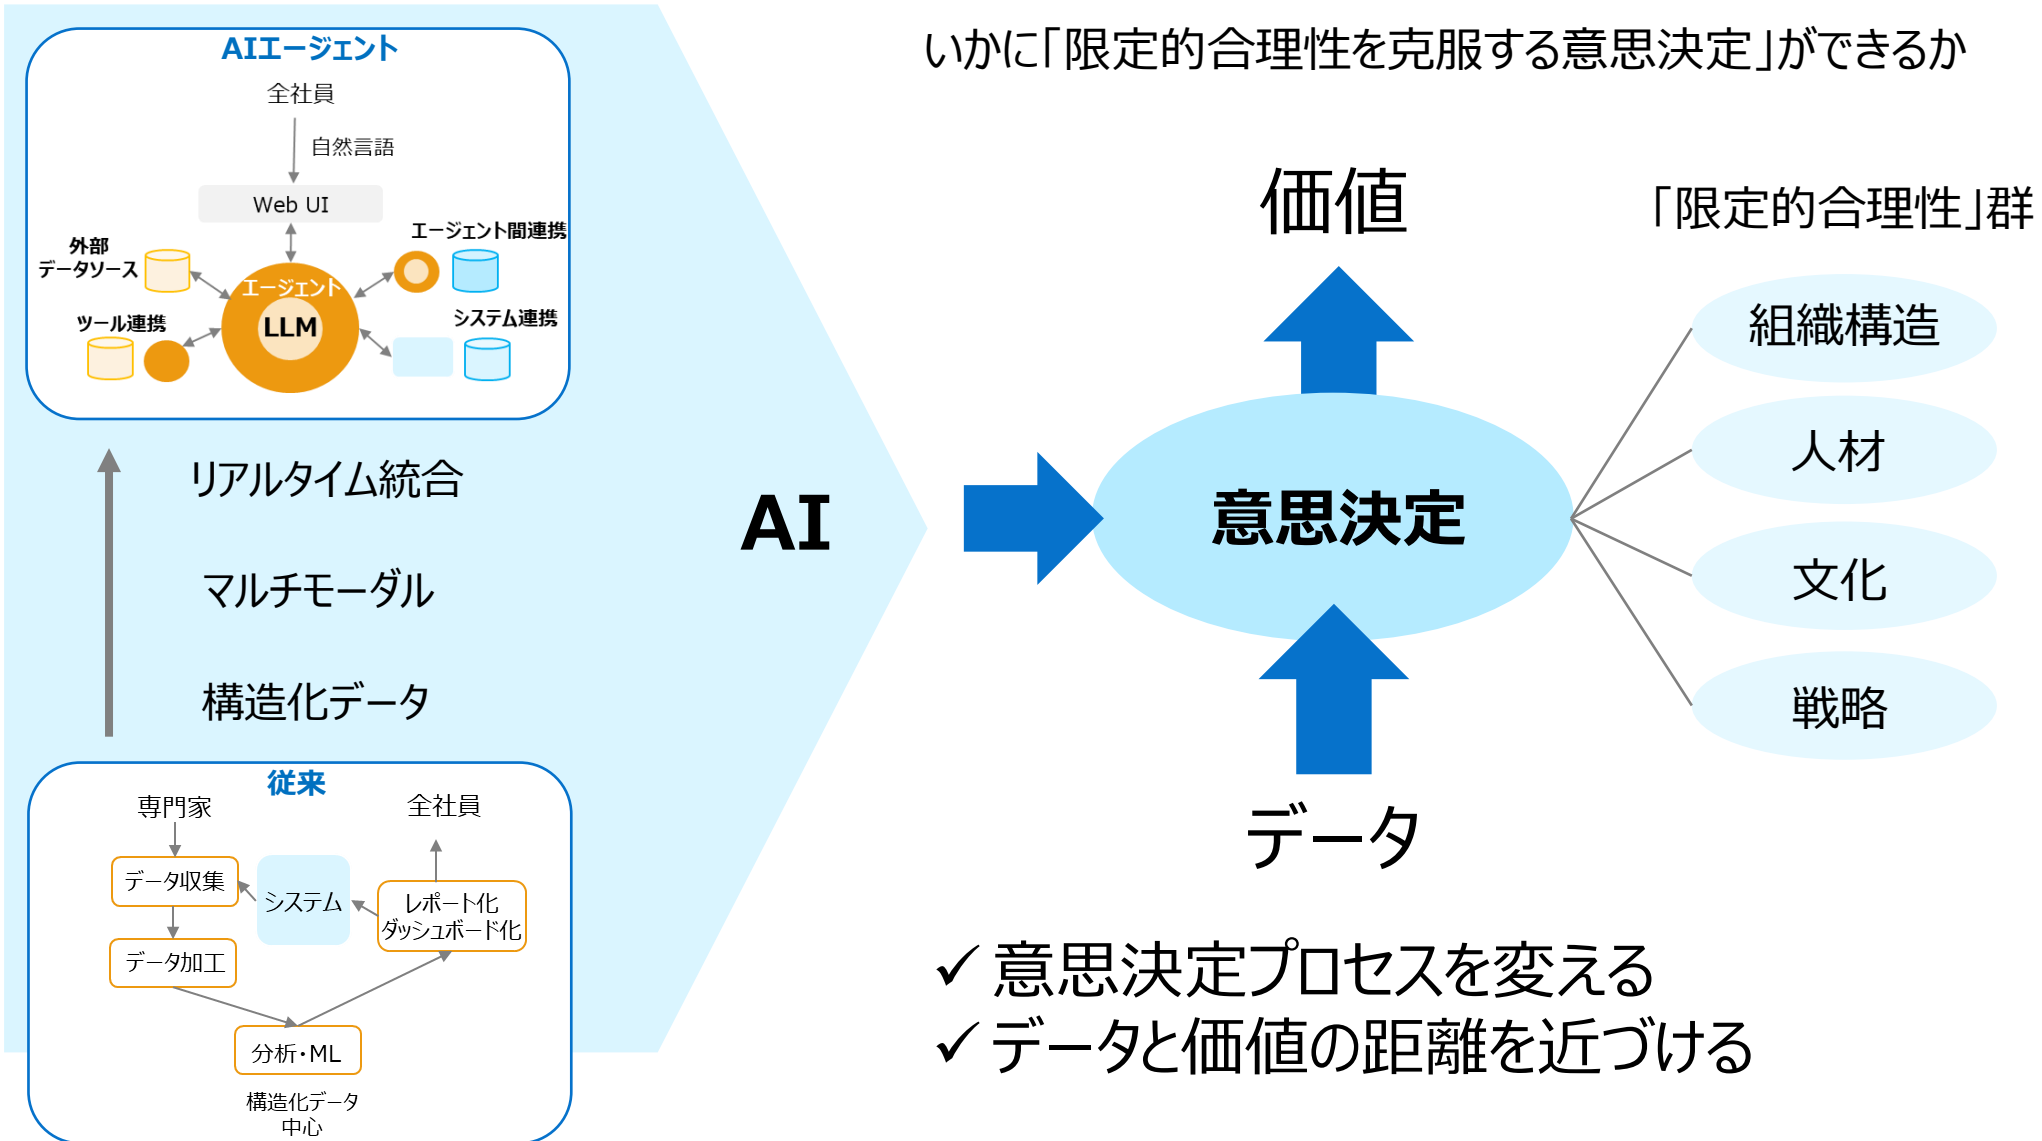 AIエージェント
全社員
自然言語
Web UI
エージェント間連携
外部
データソース
エージェント
LLM
ツール連携
システム連携
リアルタイム統合
マルチモーダル
構造化データ
従来
専門家
全社員
データ収集
システム
レポート化
ダッシュボード化
データ加工
分析・ML
構造化データ
中心
AI
いかに「限定的合理性を克服する意思決定」ができるか
価値
意思決定
データ
「限定的合理性」群
組織構造
人材
文化
戦略
✓意思決定プロセスを変える
✓データと価値の距離を近づける